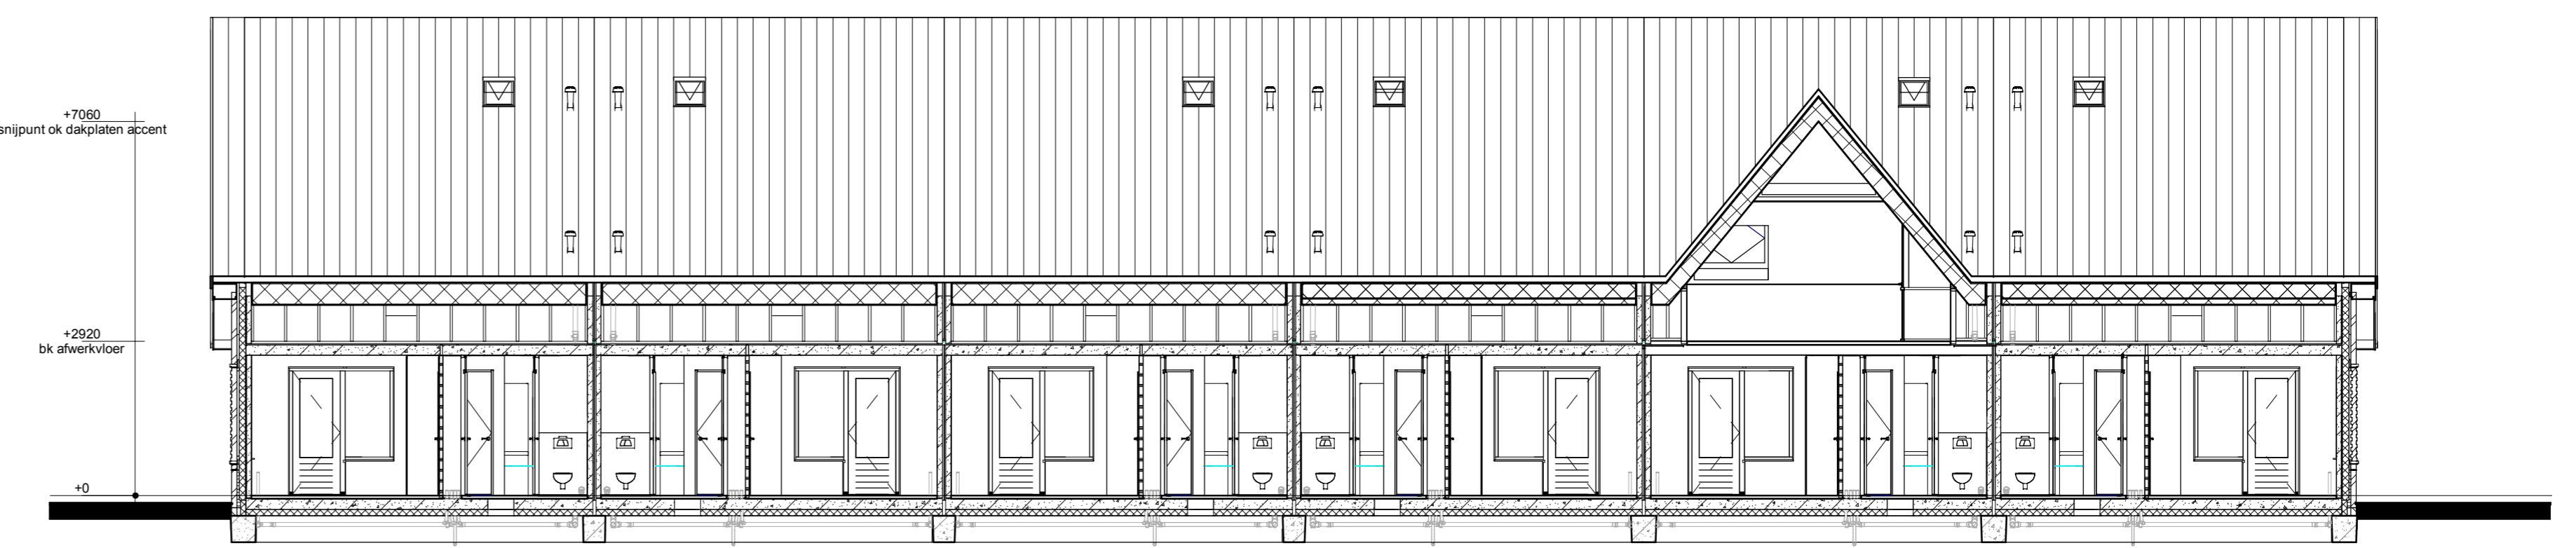 +7060
snijpunt ok dakplaten accent
+2920
bk afwerkvloer
+0